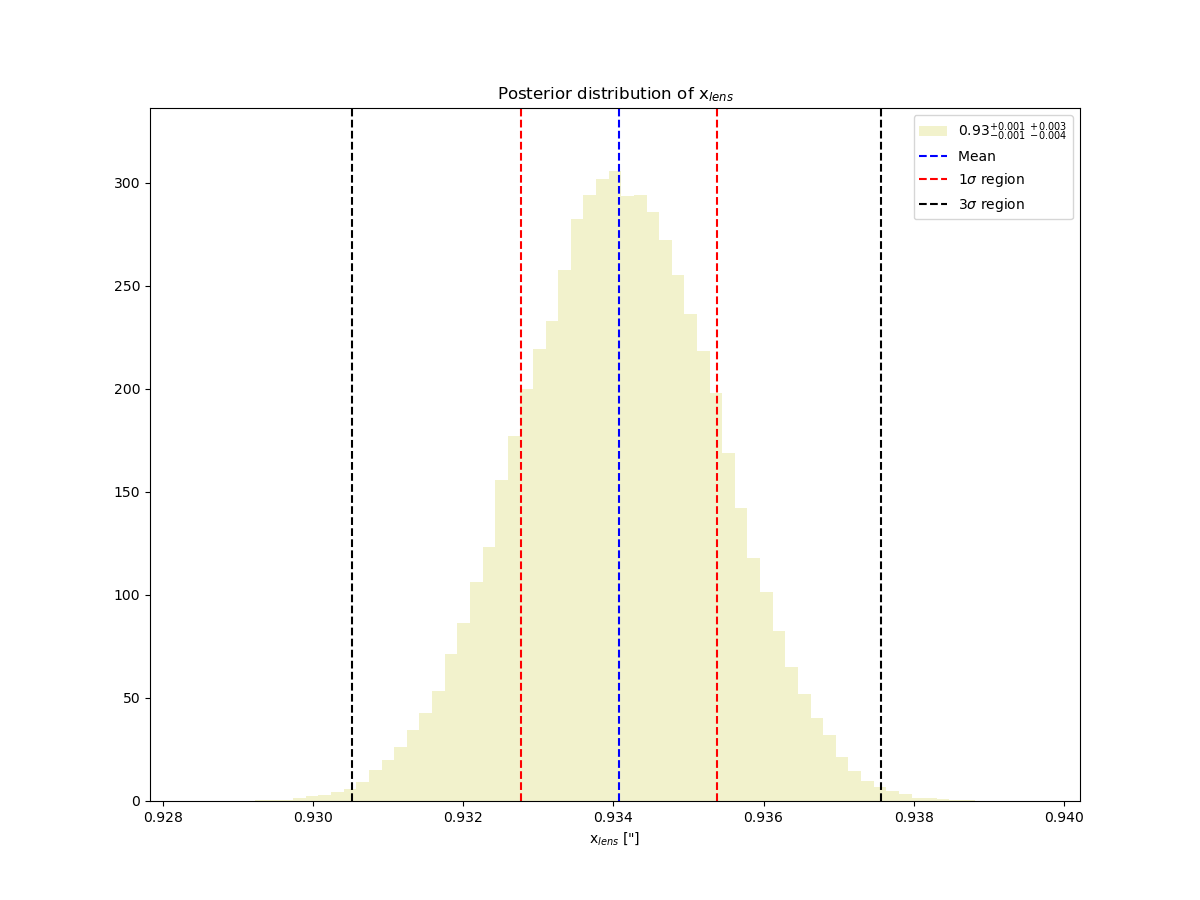 Posterior distribution of x_lens
0.93 +0.001 +0.003
-0.001 -0.004
Mean
1σ region
3σ region
300
250
200
150
100
50
0
0.928 0.930 0.932 0.934 0.936 0.938 0.940
x_lens ["]